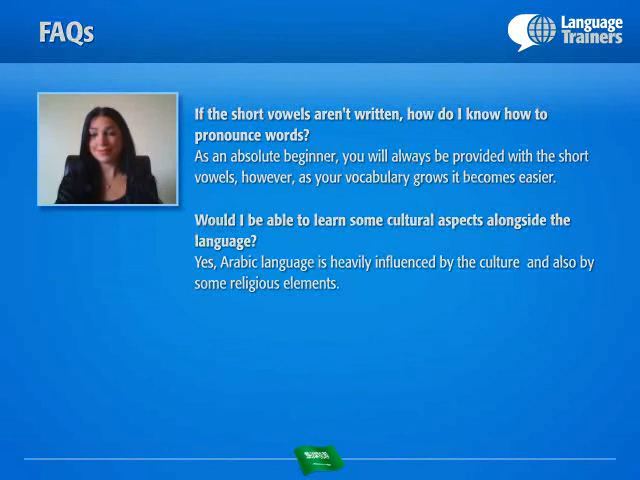 FAQs
Language
Trainers
If the short vowels aren't written, how do I know how to
pronounce words?
As an absolute beginner, you will always be provided with the short
vowels, however, as your vocabulary grows it becomes easier.
Would I be able to learn some cultural aspects alongside the
language?
Yes, Arabic language is heavily influenced by the culture and also by
some religious elements.